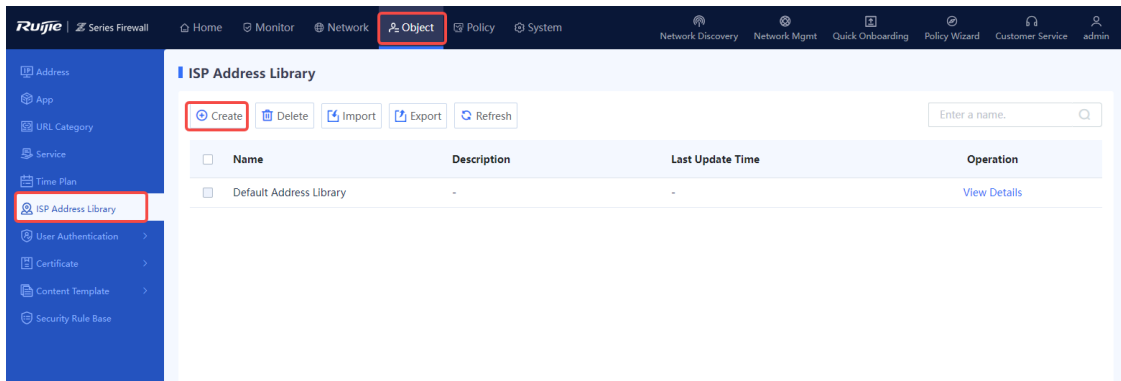 Ruijie | Z Series Firewall
Home Monitor Network Object Policy System
Network Discovery Network Mgmt Quick Onboarding Policy Wizard Customer Service admin
Address
App
URL Category
Service
Time Plan
ISP Address Library
User Authentication >
Certificate >
Content Template >
Security Rule Base
ISP Address Library
Create Delete Import Export Refresh Enter a name.
Name Description Last Update Time Operation
Default Address Library - - View Details